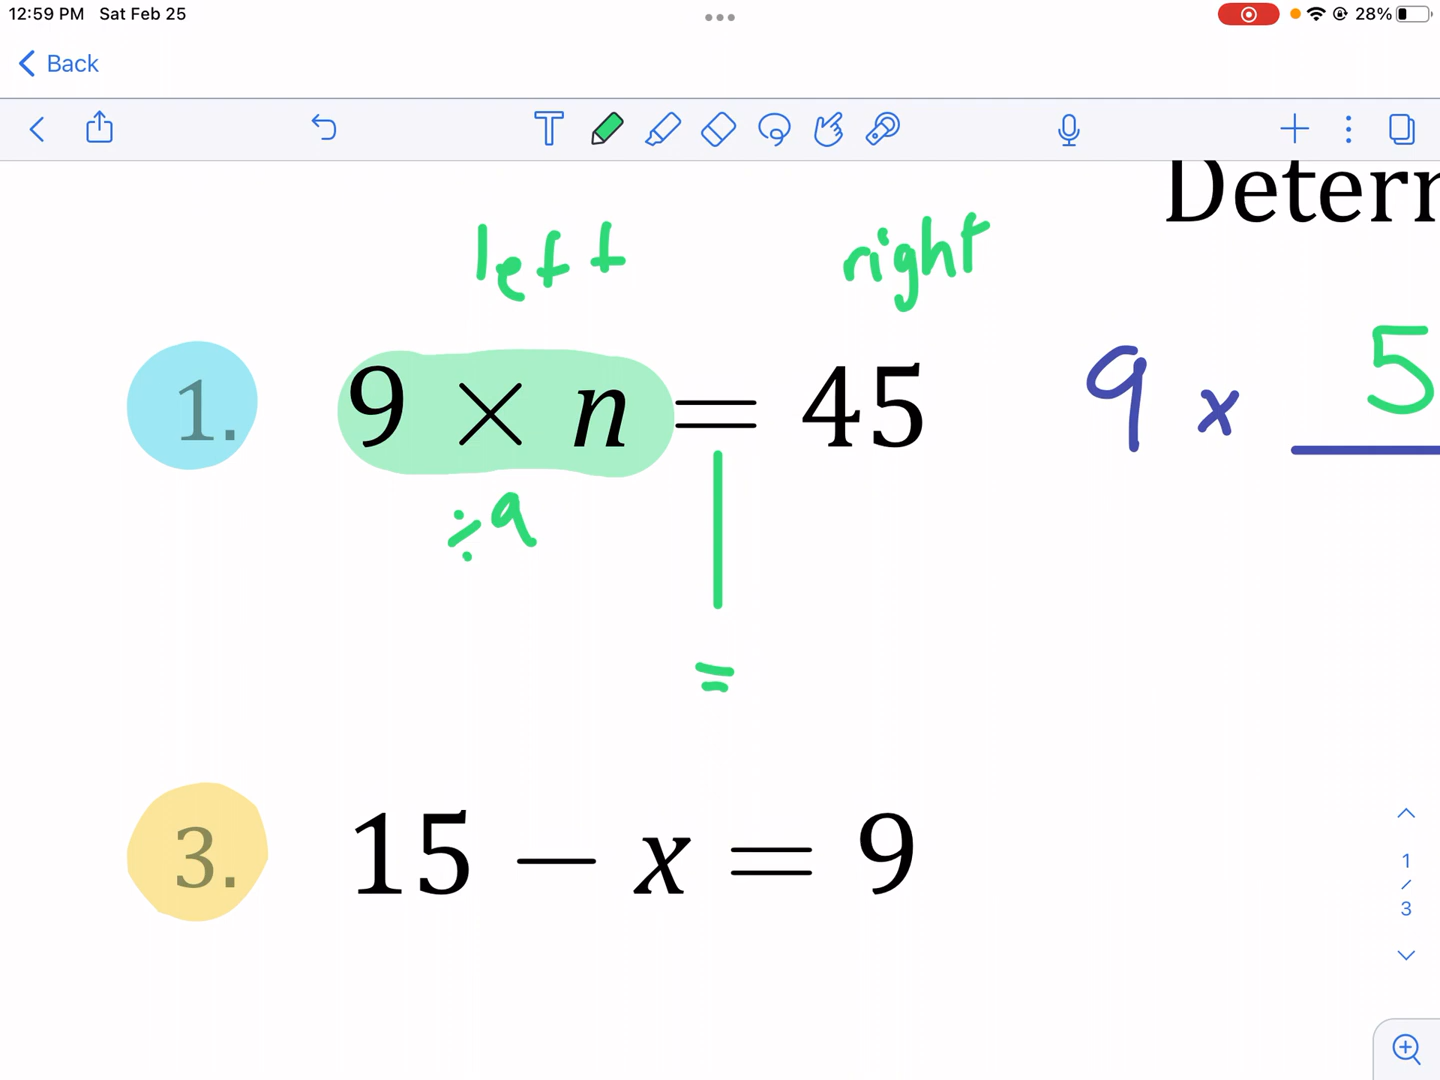 12:59 PM Sat Feb 25
28%
Back
Deter
left right
1. 9 × n = 45 9 x 5
÷9
=
3. 15 − x = 9
1
/
3